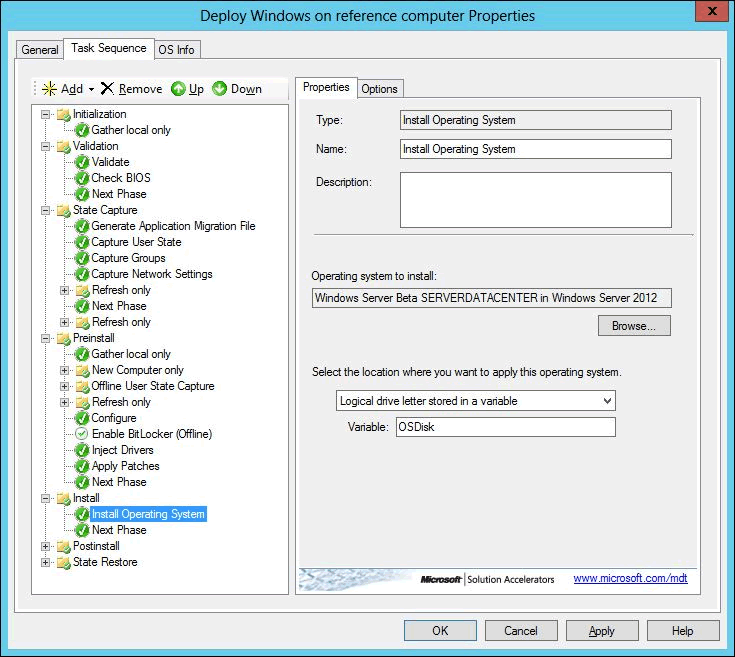 Deploy Windows on reference computer Properties
x
General Task Sequence OS Info
Add Remove Up Down
Initialization
Gather local only
Validation
Validate
Check BIOS
Next Phase
State Capture
Generate Application Migration File
Capture User State
Capture Groups
Capture Network Settings
Refresh only
Next Phase
Refresh only
Preinstall
Gather local only
New Computer only
Offline User State Capture
Refresh only
Configure
Enable BitLocker (Offline)
Inject Drivers
Apply Patches
Next Phase
Install
Install Operating System
Next Phase
Postinstall
State Restore
Properties Options
Type: Install Operating System
Name: Install Operating System
Description:
Operating system to install:
Windows Server Beta SERVERDATACENTER in Windows Server 2012
Browse...
Select the location where you want to apply this operating system.
Logical drive letter stored in a variable
Variable: OSDisk
Microsoft | Solution Accelerators www.microsoft.com/mdt
OK Cancel Apply Help